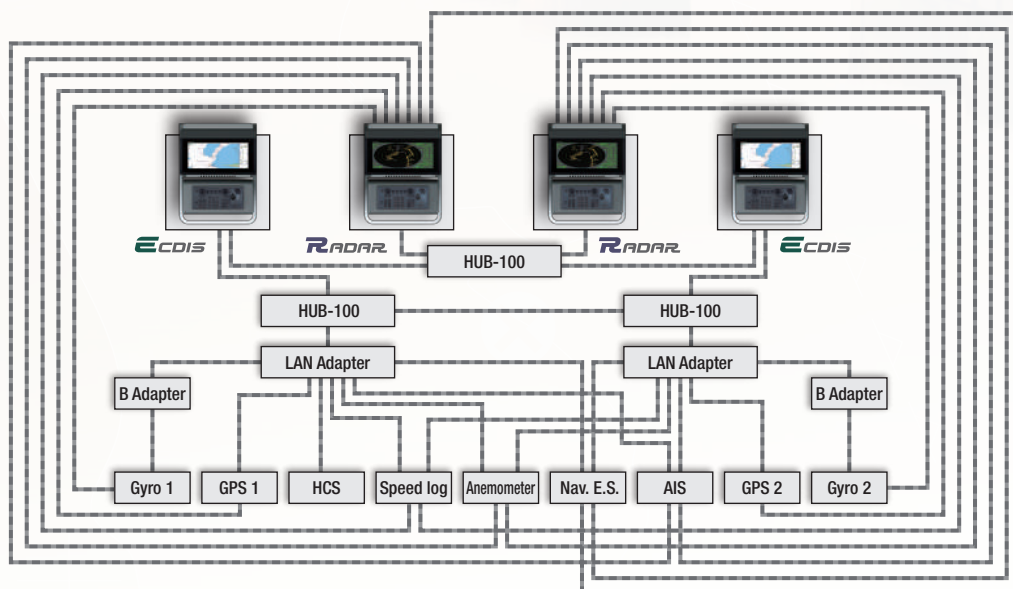 ECDIS
RADAR
RADAR
ECDIS
HUB-100
HUB-100
HUB-100
LAN Adapter
LAN Adapter
B Adapter
B Adapter
Gyro 1
GPS 1
HCS
Speed log
Anemometer
Nav. E.S.
AIS
GPS 2
Gyro 2